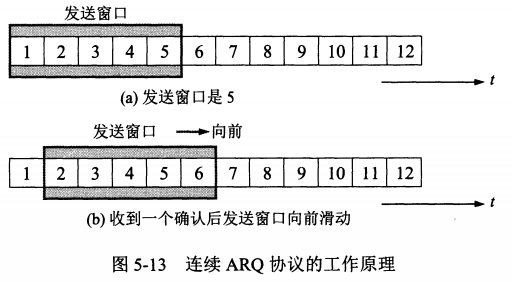 发送窗口
1 2 3 4 5 6 7 8 9 10 11 12
t
(a) 发送窗口是 5
发送窗口 向前
1 2 3 4 5 6 7 8 9 10 11 12
t
(b) 收到一个确认后发送窗口向前滑动
图 5-13 连续 ARQ 协议的工作原理